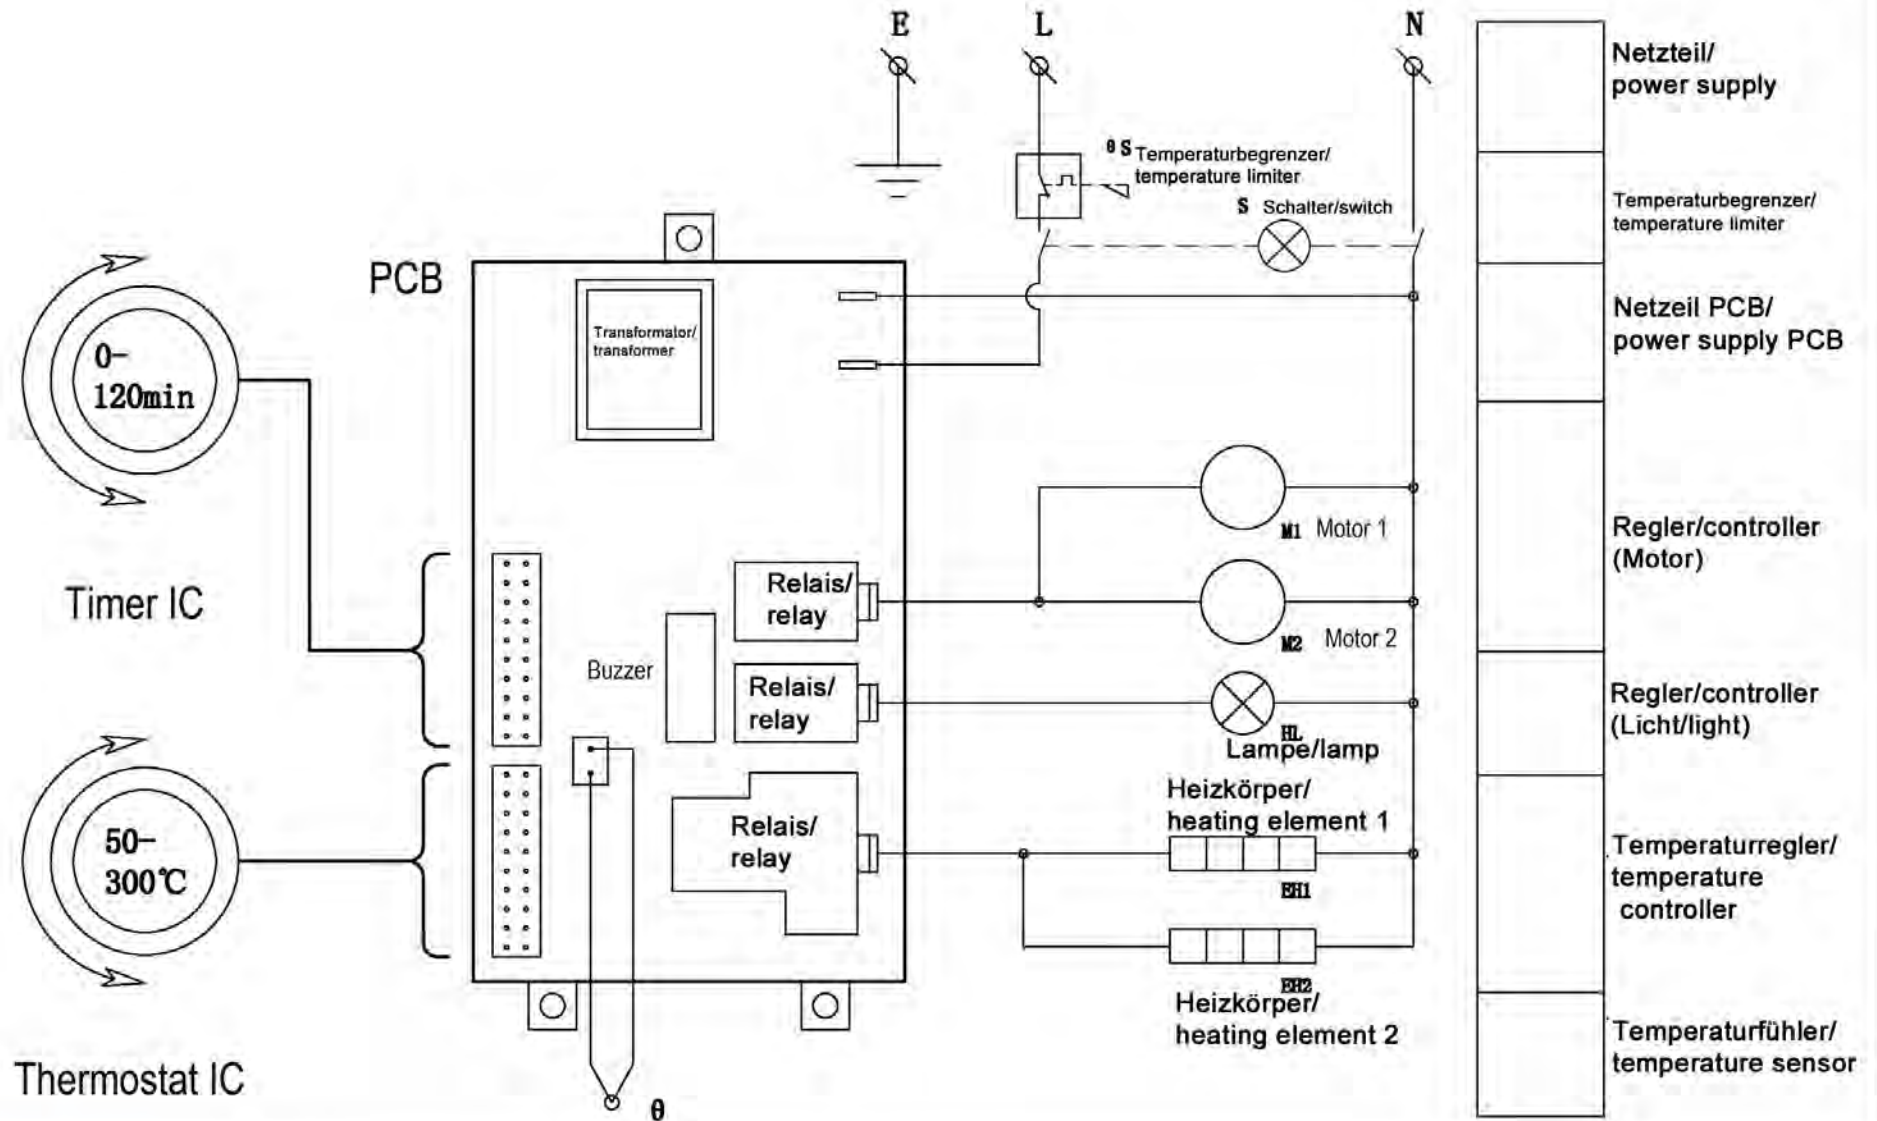 E
L
N
Netzteil/
power supply
θ S Temperaturbegrenzer/
temperature limiter
S Schalter/switch
Temperaturbegrenzer/
temperature limiter
PCB
Transformator/
transformer
Netzeil PCB/
power supply PCB
0-
120min
Timer IC
M1 Motor 1
M2 Motor 2
Regler/controller
(Motor)
Relais/
relay
Buzzer
Relais/
relay
HL
Lampe/lamp
Regler/controller
(Licht/light)
50-
300℃
Thermostat IC
Relais/
relay
Heizkörper/
heating element 1
EH1
EH2
Heizkörper/
heating element 2
Temperaturregler/
temperature
controller
Temperaturfühler/
temperature sensor
θ